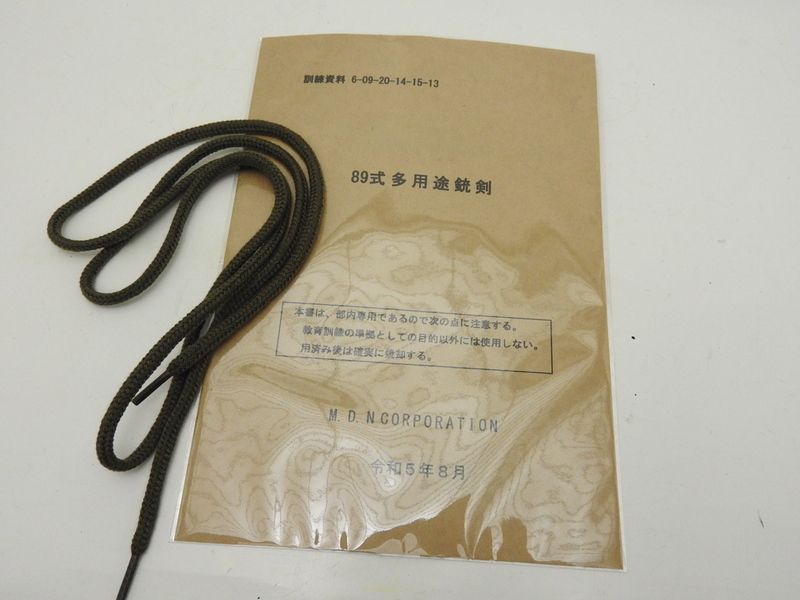 訓練資料 6-09-20-14-15-13
89式多用途銃剣
本書は、部内専用であるので次の点に注意する。
教育訓練の準拠としての目的以外には使用しない。
用済み後は確実に焼却する。
M.D.N CORPORATION
令和5年8月